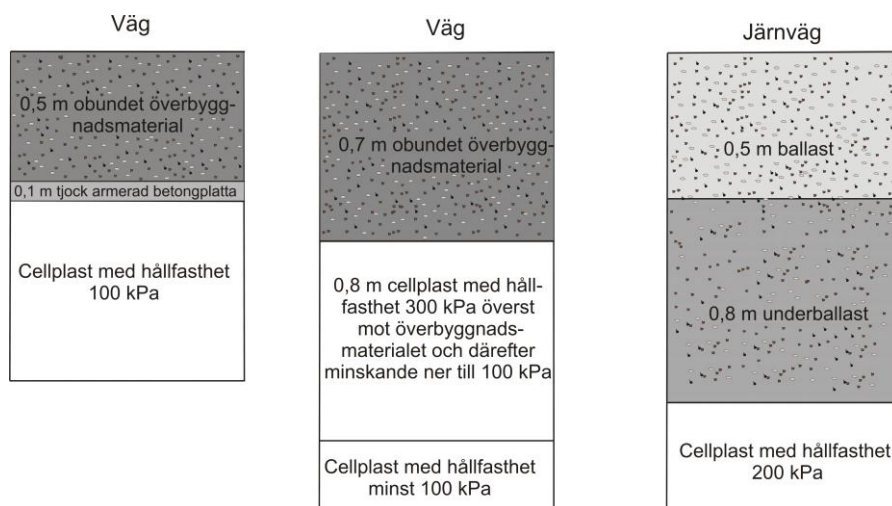 Väg
0,5 m obundet överbygg-
nadsmaterial
0,1 m tjock armerad betongplatta
Cellplast med hållfasthet
100 kPa
Väg
0,7 m obundet överbygg-
nadsmaterial
0,8 m cellplast med håll-
fasthet 300 kPa överst
mot överbyggnads-
materialet och därefter
minskande ner till 100 kPa
Cellplast med hållfasthet
minst 100 kPa
Järnväg
0,5 m ballast
0,8 m underballast
Cellplast med hållfasthet
200 kPa